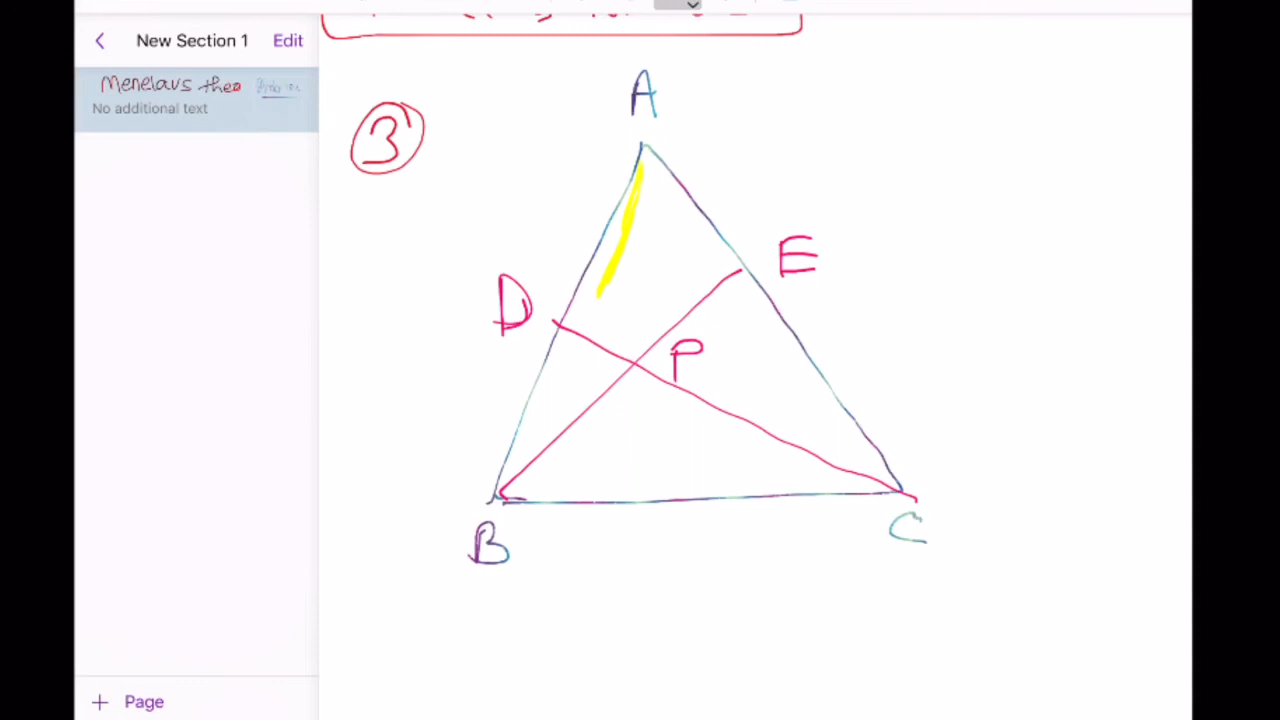 New Section 1 Edit
Menelaus theo
No additional text
3
A
E
D
P
B
C
+ Page